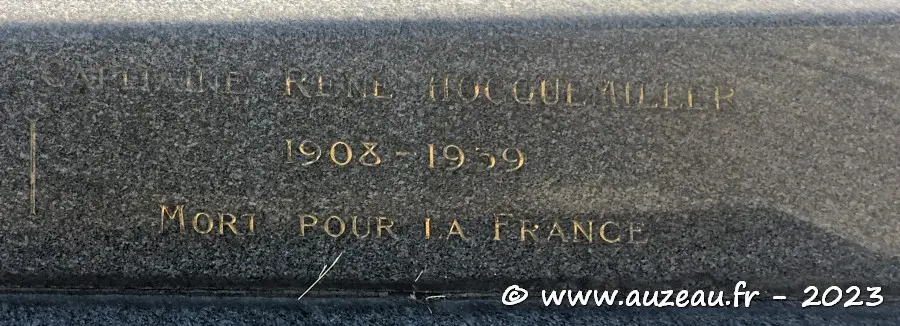 CAPITAINE RENÉ HOCQUEMILLER
1908 - 1939
MORT POUR LA FRANCE
© www.auzeau.fr - 2023